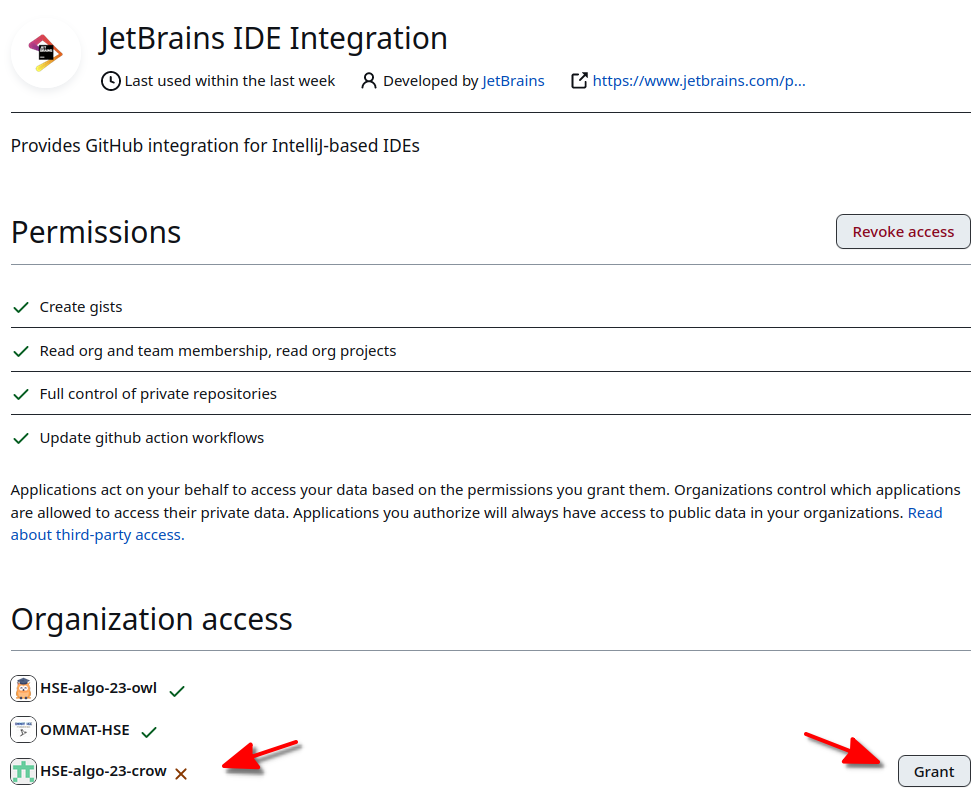 JetBrains IDE Integration
Last used within the last week Developed by JetBrains https://www.jetbrains.com/p...
Provides GitHub integration for IntelliJ-based IDEs
Permissions
Revoke access
Create gists
Read org and team membership, read org projects
Full control of private repositories
Update github action workflows
Applications act on your behalf to access your data based on the permissions you grant them. Organizations control which applications
are allowed to access their private data. Applications you authorize will always have access to public data in your organizations. Read
about third-party access.
Organization access
HSE-algo-23-owl
OMMAT-HSE
HSE-algo-23-crow
Grant